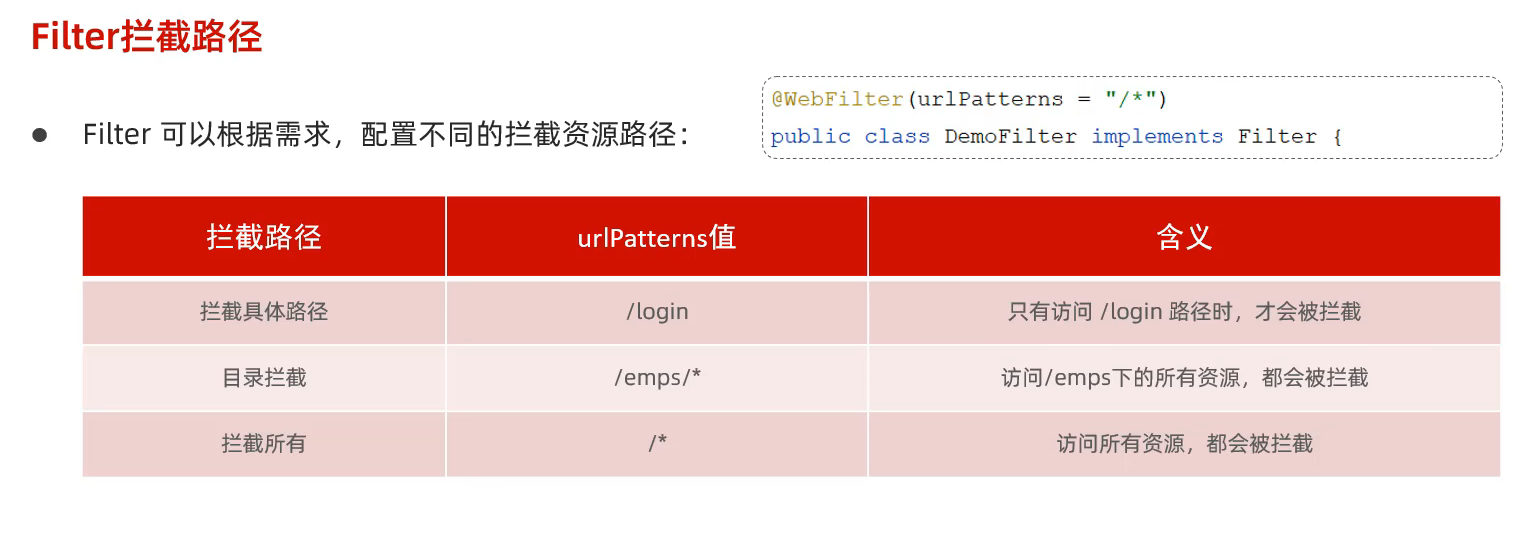 Filter拦截路径
@WebFilter(urlPatterns = "/*")
public class DemoFilter implements Filter {
● Filter 可以根据需求，配置不同的拦截资源路径：
拦截路径 urlPatterns值 含义
拦截具体路径 /login 只有访问 /login 路径时，才会被拦截
目录拦截 /emps/* 访问/emps下的所有资源，都会被拦截
拦截所有 /* 访问所有资源，都会被拦截